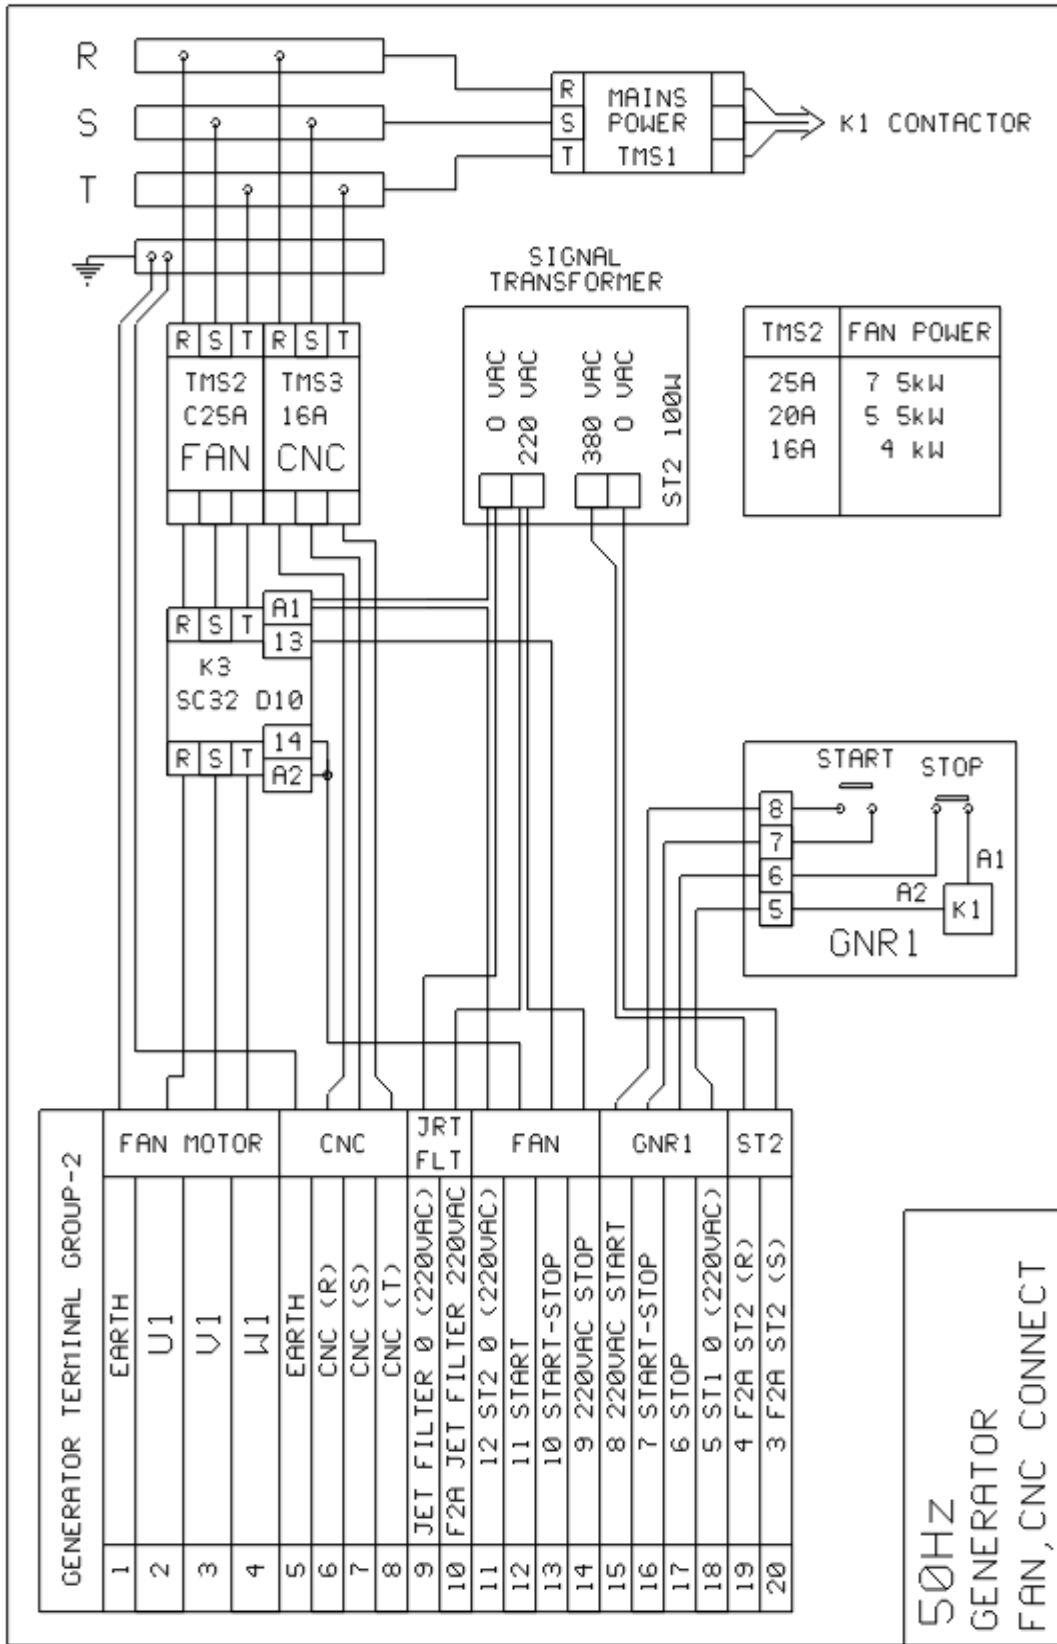 R
S
T
R
S
T
MAINS
POWER
TMS1
K1 CONTACTOR
SIGNAL
TRANSFORMER
0 VAC
220 VAC
380 VAC
0 VAC
ST2 100W
TMS2 FAN POWER
25A 7 5kW
20A 5 5kW
16A 4 kW
R S T R S T
TMS2 TMS3
C25A 16A
FAN CNC
R S T A1
13
K3
SC32 D10
14
R S T A2
START STOP
8
7
6
5
A1
A2
K1
GNR1
GENERATOR TERMINAL GROUP-2
FAN MOTOR
CNC
JRT
FLT
FAN
GNR1
ST2
EARTH
U1
V1
W1
EARTH
CNC (R)
CNC (S)
CNC (T)
JET FILTER 0 (220VAC)
F2A JET FILTER 220VAC
12 ST2 0 (220VAC)
11 START
10 START-STOP
9 220VAC STOP
8 220VAC START
7 START-STOP
6 STOP
5 ST1 0 (220VAC)
4 F2A ST2 (R)
3 F2A ST2 (S)
1
2
3
4
5
6
7
8
9
10
11
12
13
14
15
16
17
18
19
20
50Hz
GENERATOR
FAN,CNC CONNECT